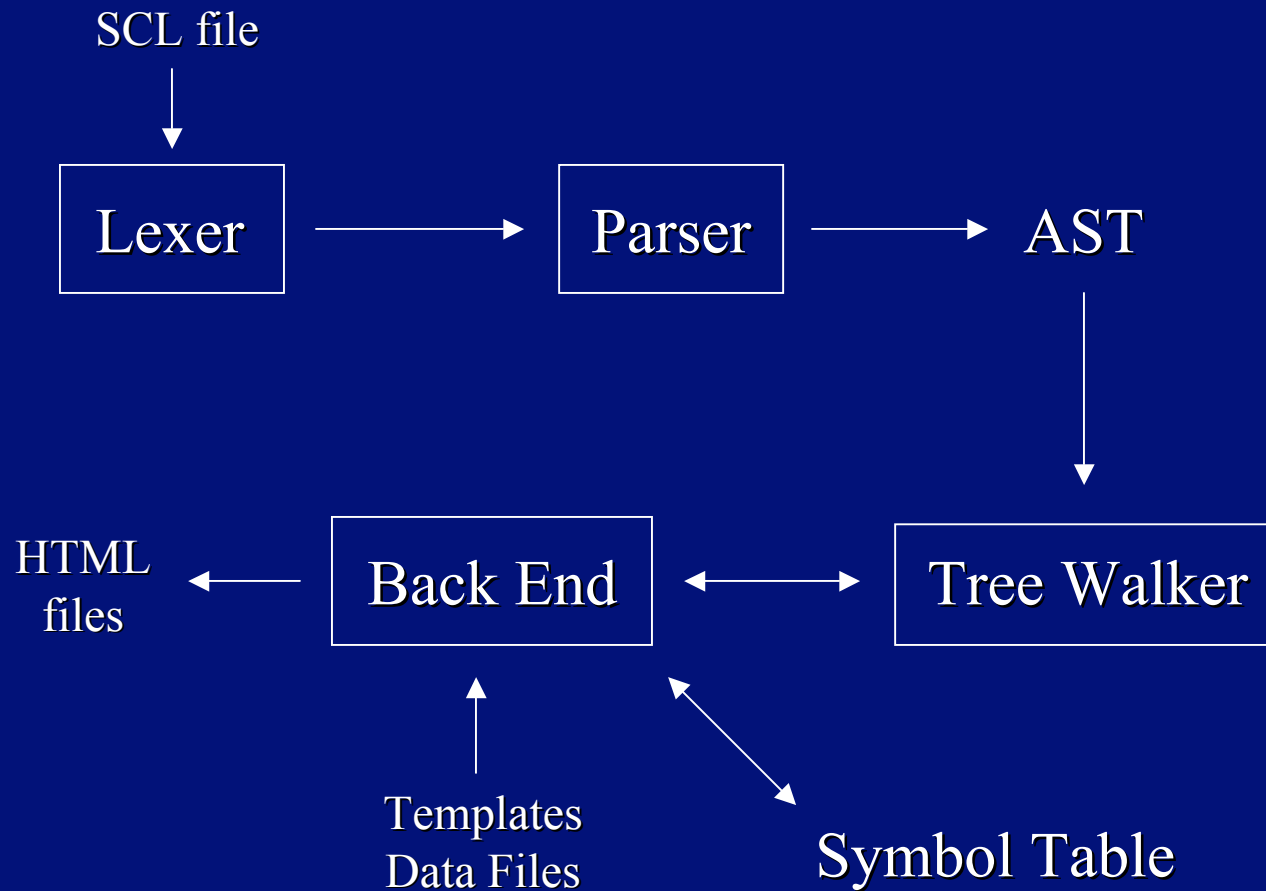 SCL file
Lexer
Parser
AST
HTML
files
Back End
Tree Walker
Templates
Data Files
Symbol Table